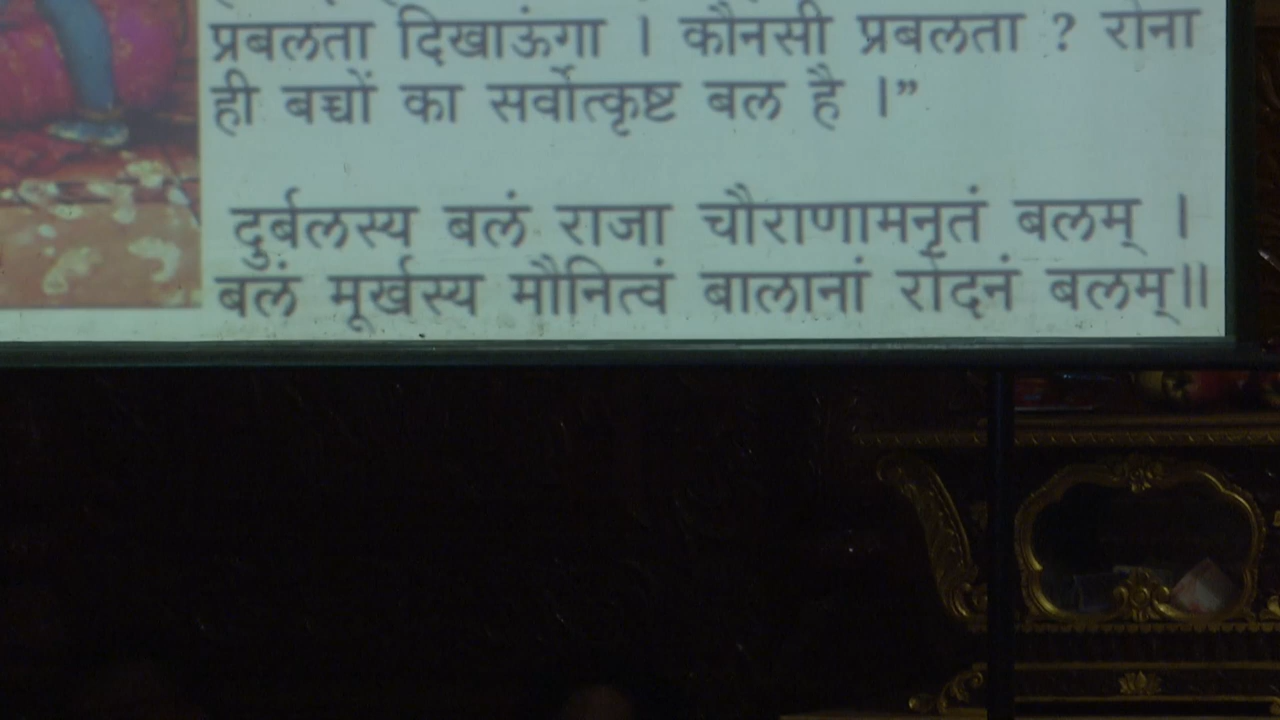 प्रबलता दिखाऊंगा । कौनसी प्रबलता ? रोना
ही बच्चों का सर्वोत्कृष्ट बल है ।”
दुर्बलस्य बलं राजा चौराणामनृतं बलम् ।
बलं मूर्खस्य मौनित्वं बालानां रोदनं बलम्॥